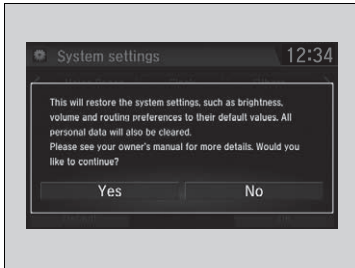 System settings
12:34
This will restore the system settings, such as brightness,
volume and routing preferences to their default values. All
personal data will also be cleared.
Please see your owner's manual for more details. Would you
like to continue?
Yes
No